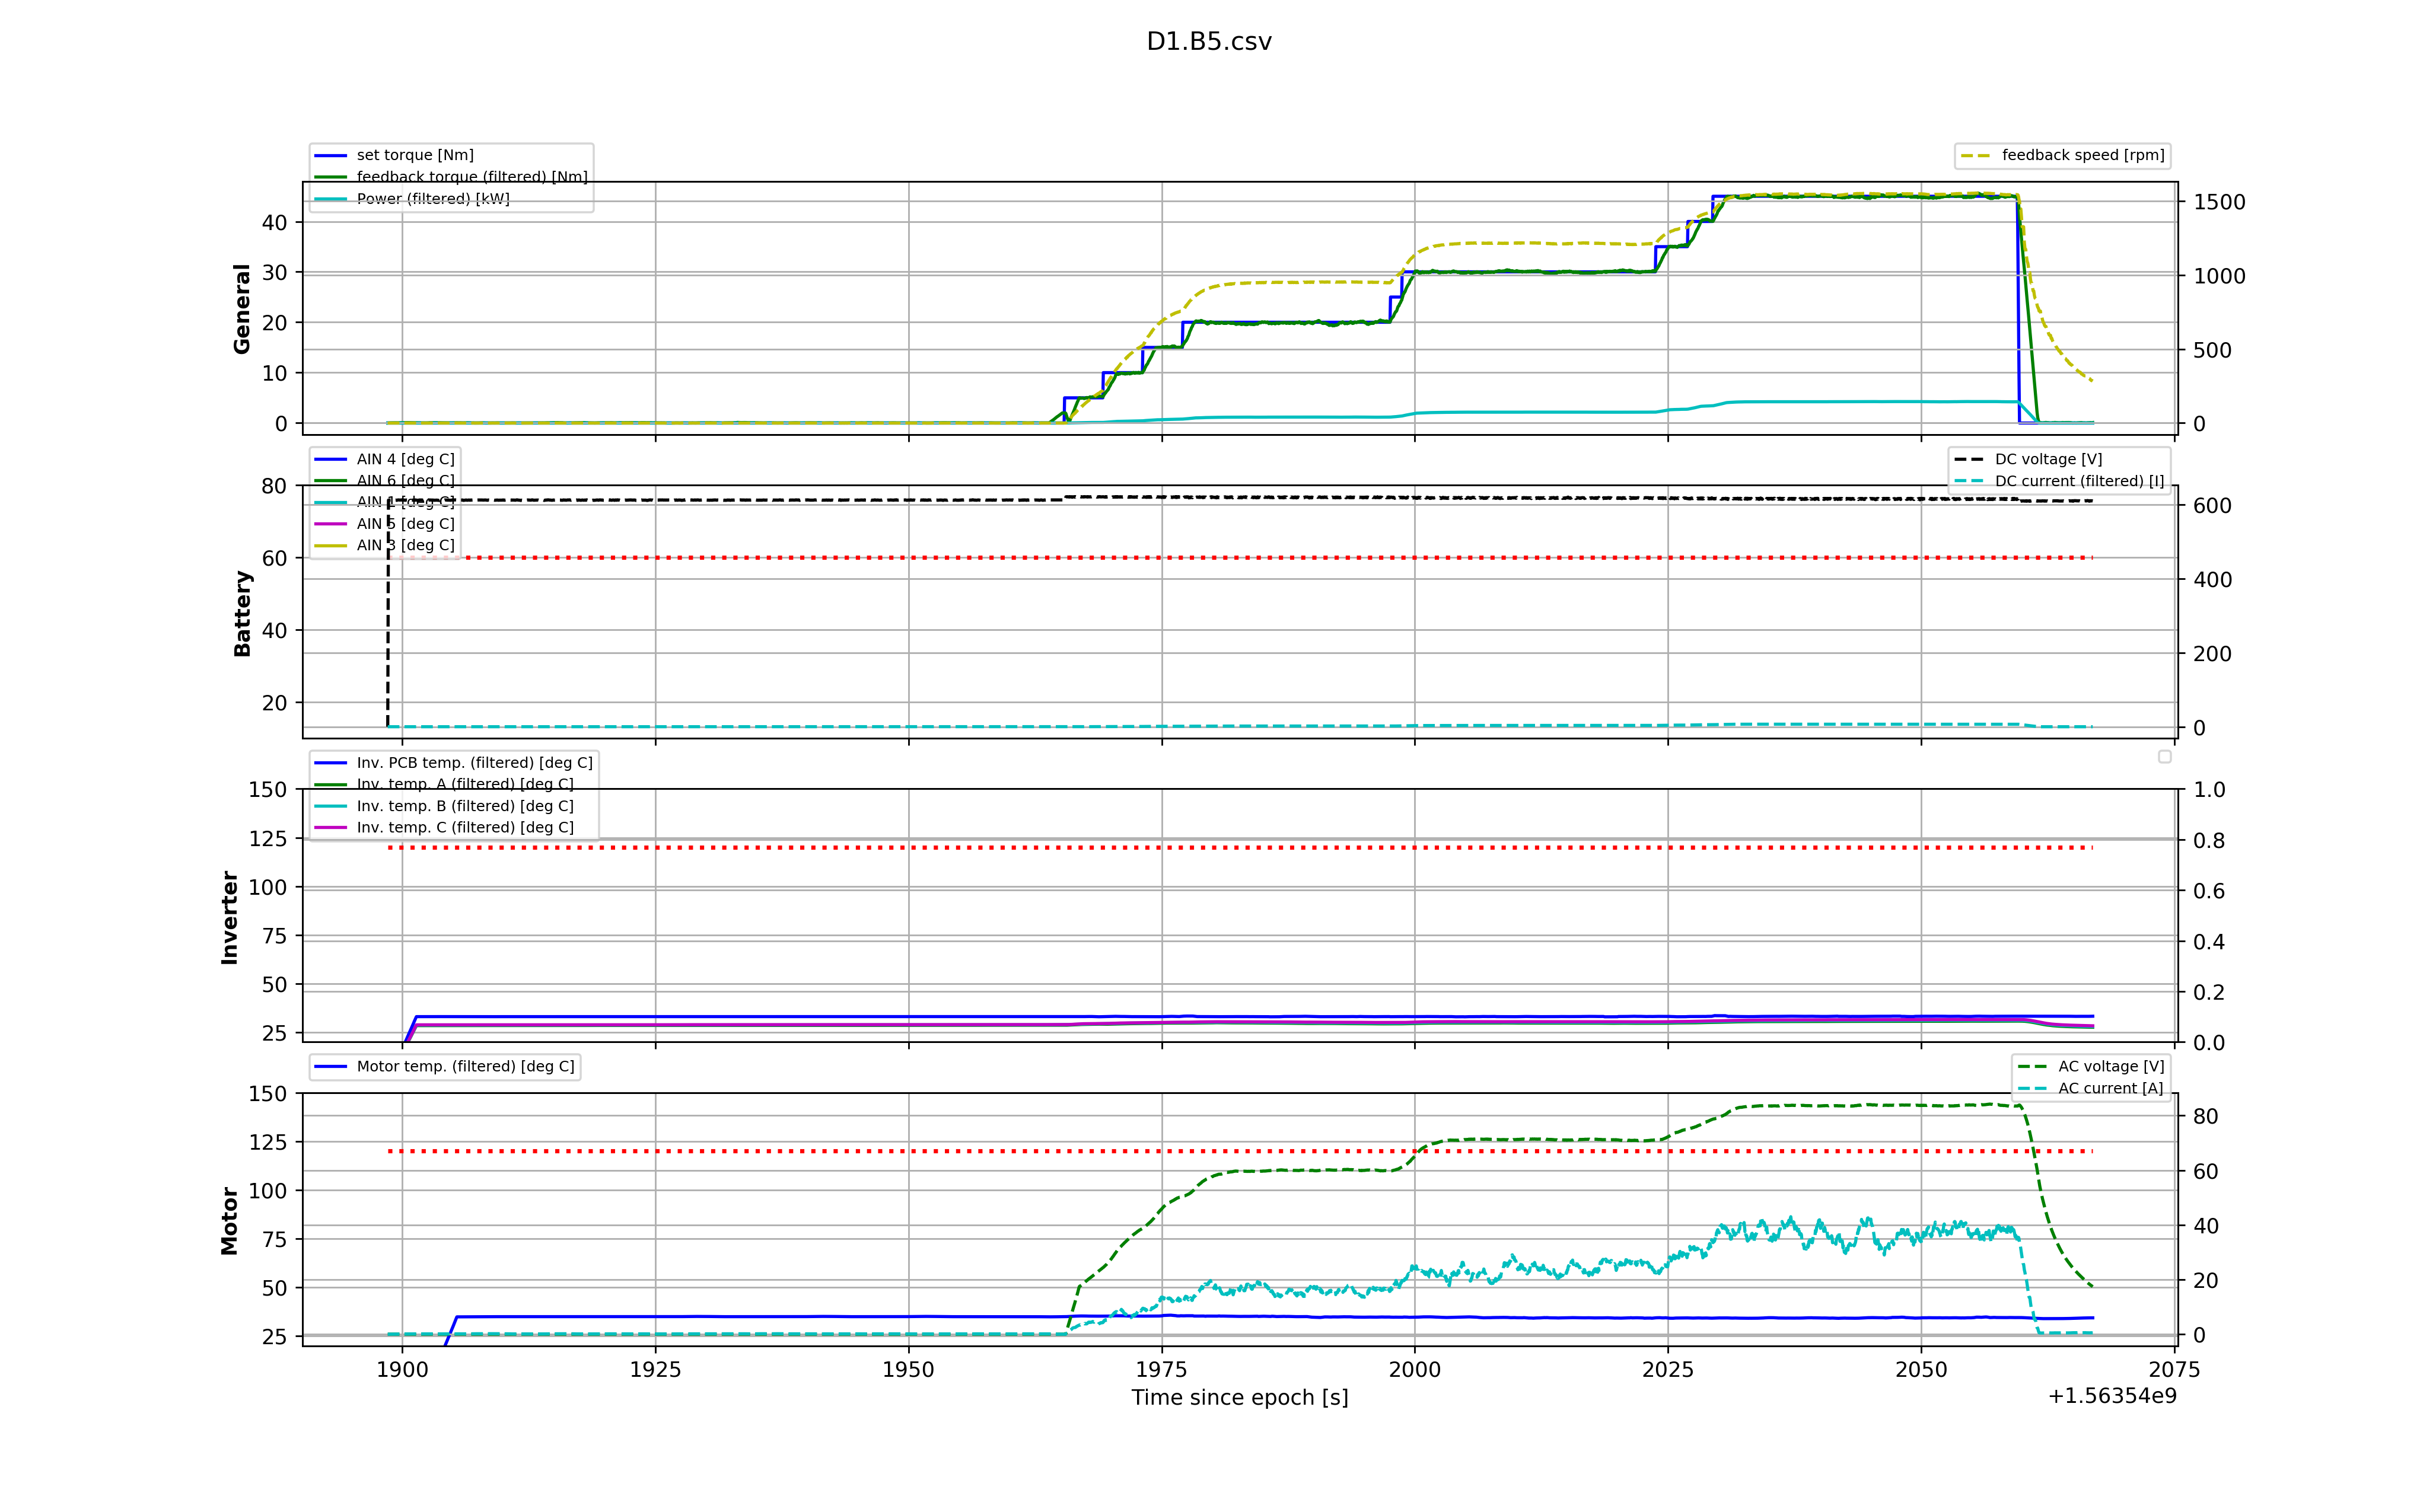 D1.B5.csv
set torque [Nm]
feedback torque (filtered) [Nm]
Power (filtered) [kW]
feedback speed [rpm]
General
40
30
20
10
0
1500
1000
500
0
AIN 4 [deg C]
AIN 6 [deg C]
AIN 1 [deg C]
AIN 5 [deg C]
AIN 3 [deg C]
DC voltage [V]
DC current (filtered) [I]
Battery
80
60
40
20
600
400
200
0
Inv. PCB temp. (filtered) [deg C]
Inv. temp. A (filtered) [deg C]
Inv. temp. B (filtered) [deg C]
Inv. temp. C (filtered) [deg C]
Inverter
150
125
100
75
50
25
1.0
0.8
0.6
0.4
0.2
0.0
Motor temp. (filtered) [deg C]
AC voltage [V]
AC current [A]
Motor
150
125
100
75
50
25
80
60
40
20
0
1900 1925 1950 1975 2000 2025 2050 2075
Time since epoch [s]
+1.56354e9